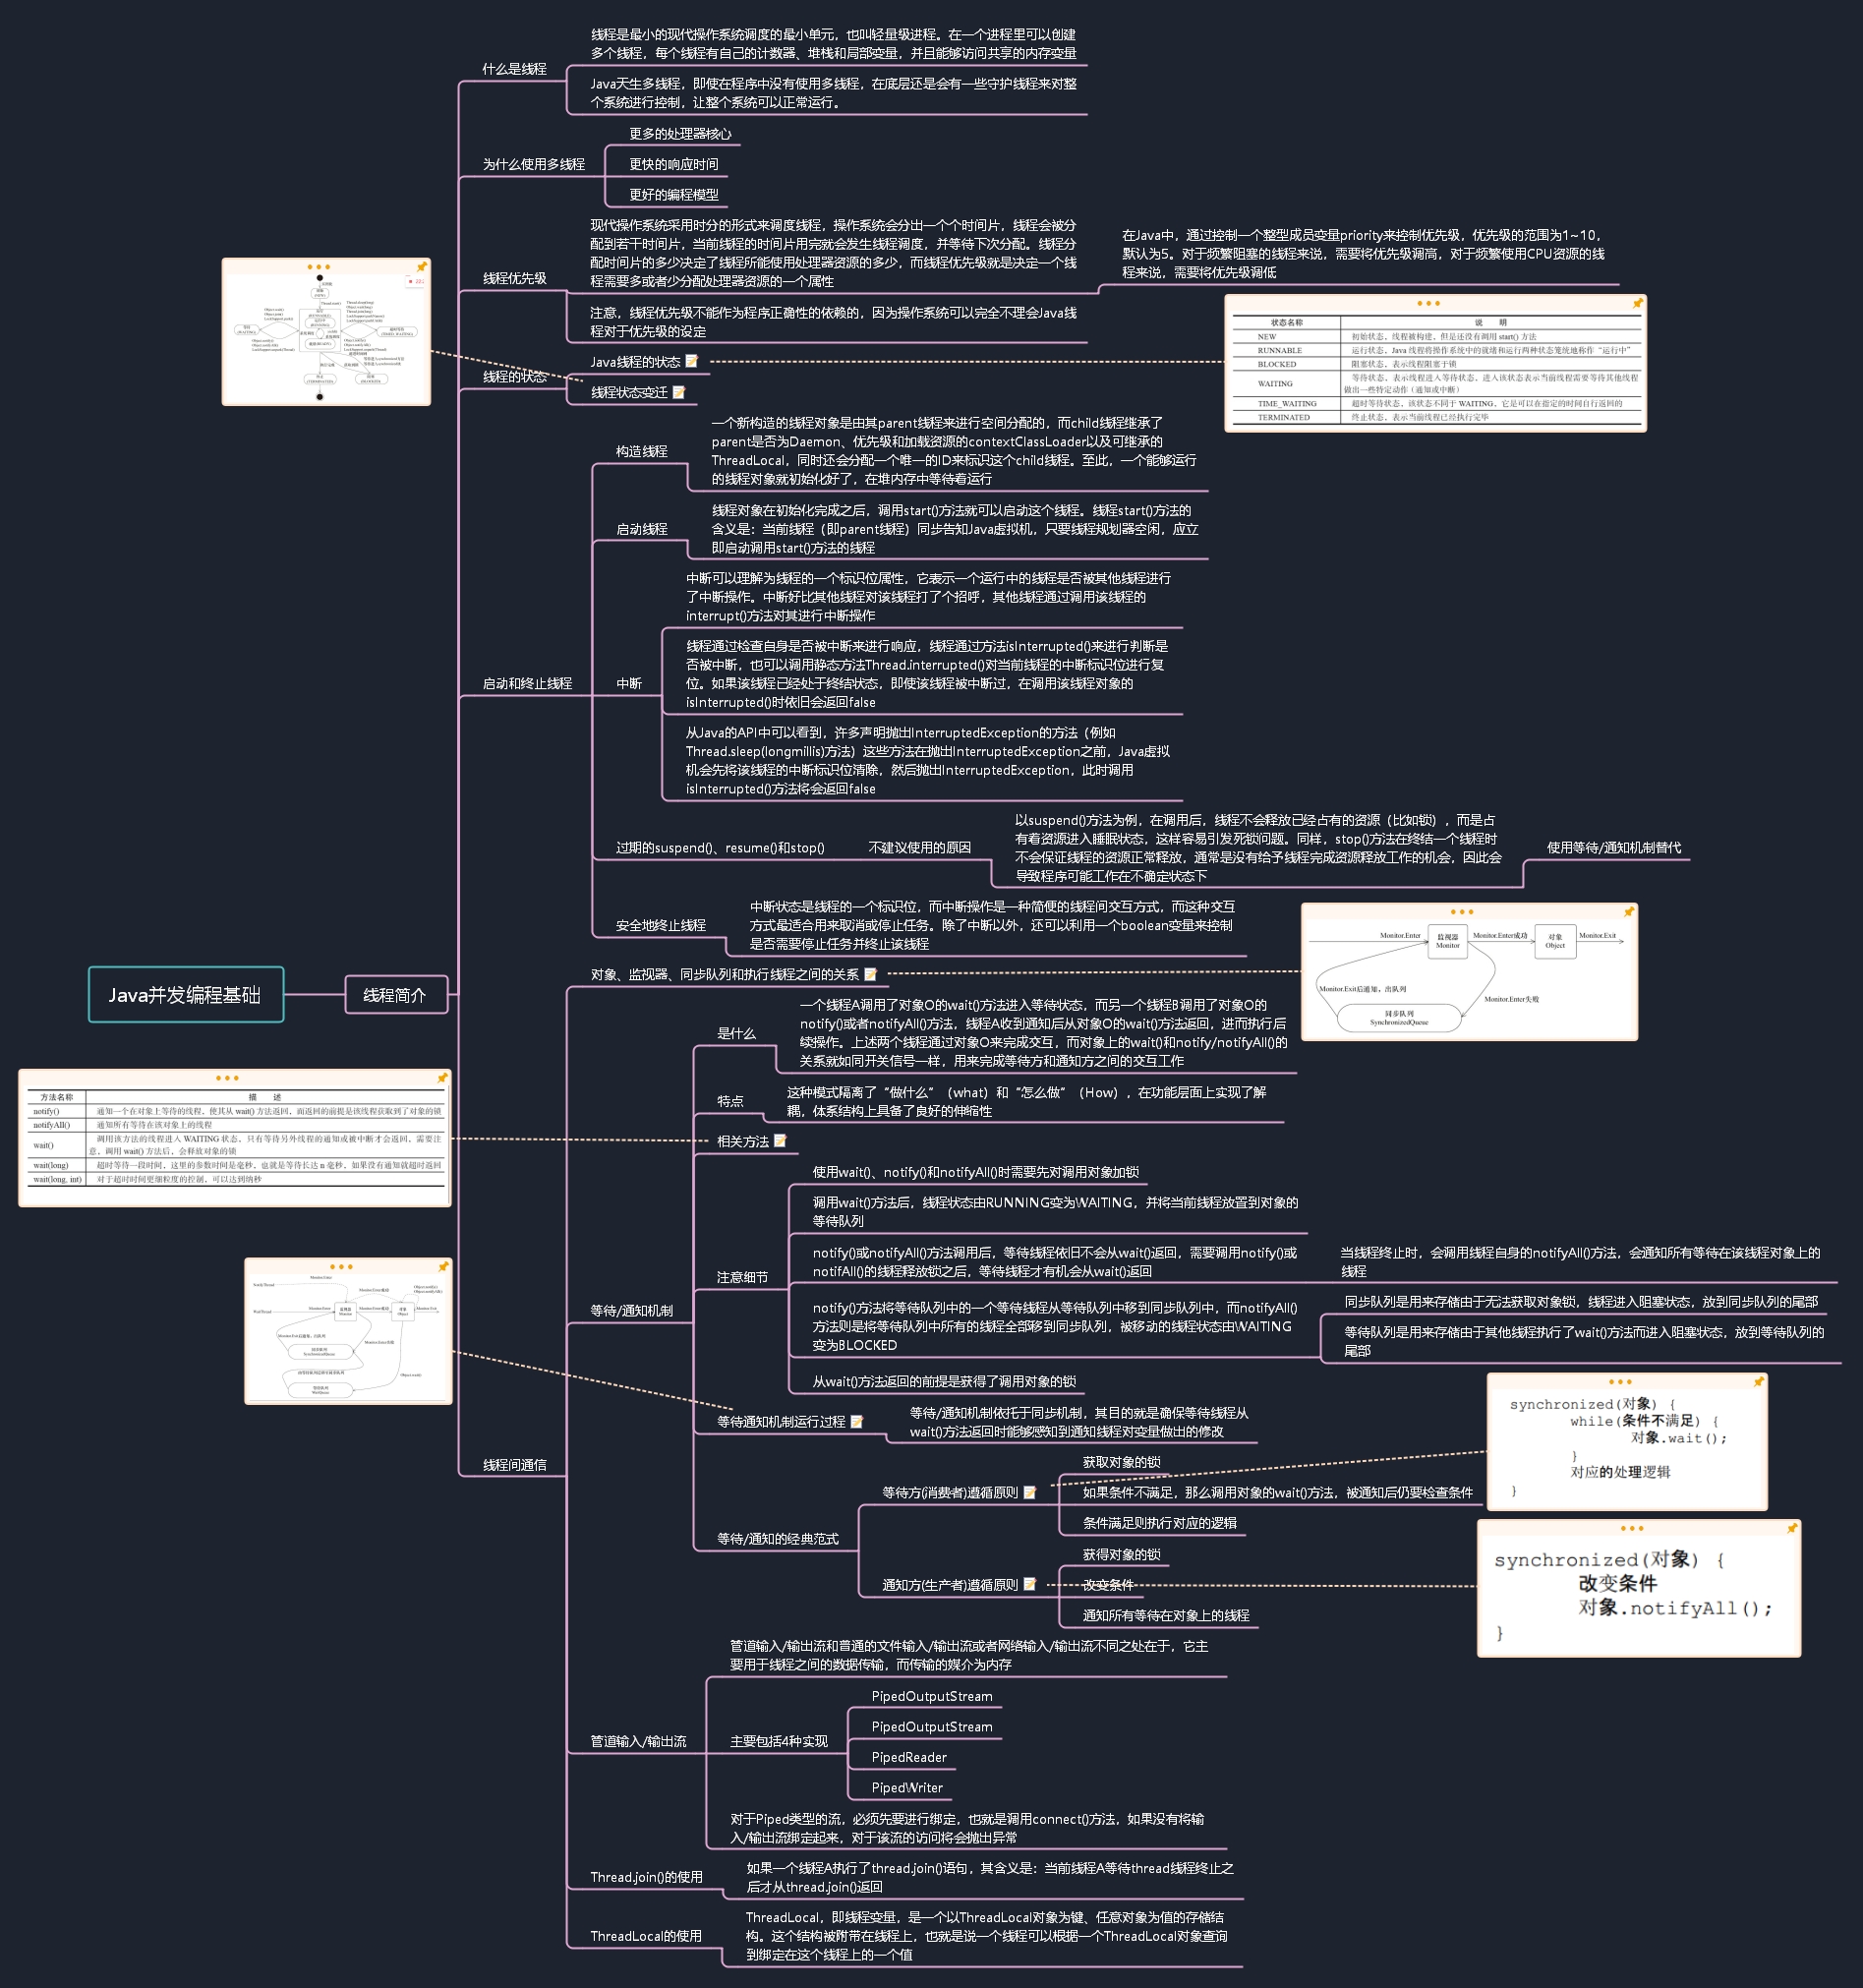 Java并发编程基础
线程简介
什么是线程
线程是最小的现代操作系统调度的最小单元，也叫轻量级进程。在一个进程里可以创建
多个线程，每个线程有自己的计数器、堆栈和局部变量，并且能够访问共享的内存变量
Java天生多线程，即使在程序中没有使用多线程，在底层还是会有一些守护线程来对整
个系统进行控制，让整个系统可以正常运行。
为什么使用多线程
更多的处理器核心
更快的响应时间
更好的编程模型
线程优先级
现代操作系统采用时分的形式来调度线程，操作系统会分出一个个时间片，线程会被分
配到若干时间片，当前线程的时间片用完就会发生线程调度，并等待下次分配。线程分
配时间片的多少决定了线程所能使用处理器资源的多少，而线程优先级就是决定一个线
程需要多或者少分配处理器资源的一个属性
在Java中，通过控制一个整型成员变量priority来控制优先级，优先级的范围为1~10，
默认为5。对于频繁阻塞的线程来说，需要将优先级调高，对于频繁使用CPU资源的线
程来说，需要将优先级调低
注意，线程优先级不能作为程序正确性的依赖的，因为操作系统可以完全不理会Java线
程对于优先级的设定
线程的状态
Java线程的状态
状态名称 说 明
NEW 初始状态，线程被构建，但是还没有调用 start() 方法
RUNNABLE 运行状态，Java 线程将操作系统中的就绪和运行两种状态笼统地称作“运行中”
BLOCKED 阻塞状态，表示线程阻塞于锁
WAITING 等待状态，表示线程进入等待状态，进入该状态表示当前线程需要等待其他线程
做出一些特定动作（通知或中断）
TIME_WAITING 超时等待状态，该状态不同于 WAITING，它是可以在指定的时间自行返回的
TERMINATED 终止状态，表示当前线程已经执行完毕
线程状态变迁
启动和终止线程
构造线程
一个新构造的线程对象是由其parent线程来进行空间分配的，而child线程继承了
parent是否为Daemon、优先级和加载资源的contextClassLoader以及可继承的
ThreadLocal，同时还会分配一个唯一的ID来标识这个child线程。至此，一个能够运行
的线程对象就初始化好了，在堆内存中等待着运行
启动线程
线程对象在初始化完成之后，调用start()方法就可以启动这个线程。线程start()方法的
含义是：当前线程（即parent线程）同步告知Java虚拟机，只要线程规划器空闲，应立
即启动调用start()方法的线程
中断
中断可以理解为线程的一个标识位属性，它表示一个运行中的线程是否被其他线程进行
了中断操作。中断好比其他线程对该线程打了个招呼，其他线程通过调用该线程的
interrupt()方法对其进行中断操作
线程通过检查自身是否被中断来进行响应，线程通过方法isInterrupted()来进行判断是
否被中断，也可以调用静态方法Thread.interrupted()对当前线程的中断标识位进行复
位。如果该线程已经处于终结状态，即使该线程被中断过，在调用该线程对象的
isInterrupted()时依旧会返回false
从Java的API中可以看到，许多声明抛出InterruptedException的方法（例如
Thread.sleep(longmillis)方法）这些方法在抛出InterruptedException之前，Java虚拟
机会先将该线程的中断标识位清除，然后抛出InterruptedException，此时调用
isInterrupted()方法将会返回false
过期的suspend()、resume()和stop()
不建议使用的原因
以suspend()方法为例，在调用后，线程不会释放已经占有的资源（比如锁），而是占
有着资源进入睡眠状态，这样容易引发死锁问题。同样，stop()方法在终结一个线程时
不会保证线程的资源正常释放，通常是没有给予线程完成资源释放工作的机会，因此会
导致程序可能工作在不确定状态下
使用等待/通知机制替代
安全地终止线程
中断状态是线程的一个标识位，而中断操作是一种简便的线程间交互方式，而这种交互
方式最适合用来取消或停止任务。除了中断以外，还可以利用一个boolean变量来控制
是否需要停止任务并终止该线程
线程间通信
对象、监视器、同步队列和执行线程之间的关系
Monitor.Enter
监视器
Monitor
Monitor.Enter成功
对象
Object
Monitor.Exit
Monitor.Exit后通知，出队列
Monitor.Enter失败
同步队列
SynchronizedQueue
等待/通知机制
是什么
一个线程A调用了对象O的wait()方法进入等待状态，而另一个线程B调用了对象O的
notify()或者notifyAll()方法，线程A收到通知后从对象O的wait()方法返回，进而执行后
续操作。上述两个线程通过对象O来完成交互，而对象上的wait()和notify/notifyAll()的
关系就如同开关信号一样，用来完成等待方和通知方之间的交互工作
特点
这种模式隔离了“做什么”（what）和“怎么做”（How），在功能层面上实现了解
耦，体系结构上具备了良好的伸缩性
相关方法
方法名称 描 述
notify() 通知一个在对象上等待的线程，使其从 wait() 方法返回，而返回的前提是该线程获取到了对象的锁
notifyAll() 通知所有等待在该对象上的线程
wait() 调用该方法的线程进入 WAITING 状态，只有等待另外线程的通知或被中断才会返回，需要注
意，调用 wait() 方法后，会释放对象的锁
wait(long) 超时等待一段时间，这里的参数时间是毫秒，也就是等待长达 n 毫秒，如果没有通知就超时返回
wait(long, int) 对于超时时间更细粒度的控制，可以达到纳秒
注意细节
使用wait()、notify()和notifyAll()时需要先对调用对象加锁
调用wait()方法后，线程状态由RUNNING变为WAITING，并将当前线程放置到对象的
等待队列
notify()或notifyAll()方法调用后，等待线程依旧不会从wait()返回，需要调用notify()或
notifAll()的线程释放锁之后，等待线程才有机会从wait()返回
当线程终止时，会调用线程自身的notifyAll()方法，会通知所有等待在该线程对象上的
线程
notify()方法将等待队列中的一个等待线程从等待队列中移到同步队列中，而notifyAll()
方法则是将等待队列中所有的线程全部移到同步队列，被移动的线程状态由WAITING
变为BLOCKED
同步队列是用来存储由于无法获取对象锁，线程进入阻塞状态，放到同步队列的尾部
等待队列是用来存储由于其他线程执行了wait()方法而进入阻塞状态，放到等待队列的
尾部
从wait()方法返回的前提是获得了调用对象的锁
等待通知机制运行过程
等待/通知机制依托于同步机制，其目的就是确保等待线程从
wait()方法返回时能够感知到通知线程对变量做出的修改
等待/通知的经典范式
等待方(消费者)遵循原则
获取对象的锁
如果条件不满足，那么调用对象的wait()方法，被通知后仍要检查条件
条件满足则执行对应的逻辑
synchronized(对象) {
while(条件不满足) {
对象.wait();
}
对应的处理逻辑
}
通知方(生产者)遵循原则
获得对象的锁
改变条件
通知所有等待在对象上的线程
synchronized(对象) {
改变条件
对象.notifyAll();
}
管道输入/输出流
管道输入/输出流和普通的文件输入/输出流或者网络输入/输出流不同之处在于，它主
要用于线程之间的数据传输，而传输的媒介为内存
主要包括4种实现
PipedOutputStream
PipedOutputStream
PipedReader
PipedWriter
对于Piped类型的流，必须先要进行绑定，也就是调用connect()方法，如果没有将输
入/输出流绑定起来，对于该流的访问将会抛出异常
Thread.join()的使用
如果一个线程A执行了thread.join()语句，其含义是：当前线程A等待thread线程终止之
后才从thread.join()返回
ThreadLocal的使用
ThreadLocal，即线程变量，是一个以ThreadLocal对象为键、任意对象为值的存储结
构。这个结构被附带在线程上，也就是说一个线程可以根据一个ThreadLocal对象查询
到绑定在这个线程上的一个值